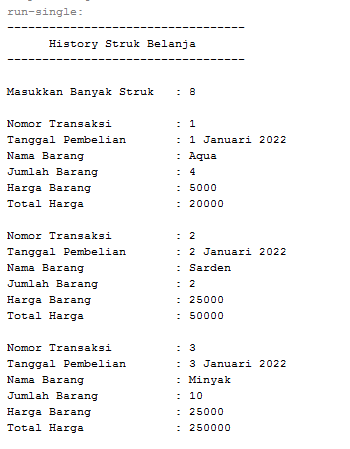 run-single:
----------------------------------
History Struk Belanja
----------------------------------
Masukkan Banyak Struk : 8
Nomor Transaksi : 1
Tanggal Pembelian : 1 Januari 2022
Nama Barang : Aqua
Jumlah Barang : 4
Harga Barang : 5000
Total Harga : 20000
Nomor Transaksi : 2
Tanggal Pembelian : 2 Januari 2022
Nama Barang : Sarden
Jumlah Barang : 2
Harga Barang : 25000
Total Harga : 50000
Nomor Transaksi : 3
Tanggal Pembelian : 3 Januari 2022
Nama Barang : Minyak
Jumlah Barang : 10
Harga Barang : 25000
Total Harga : 250000